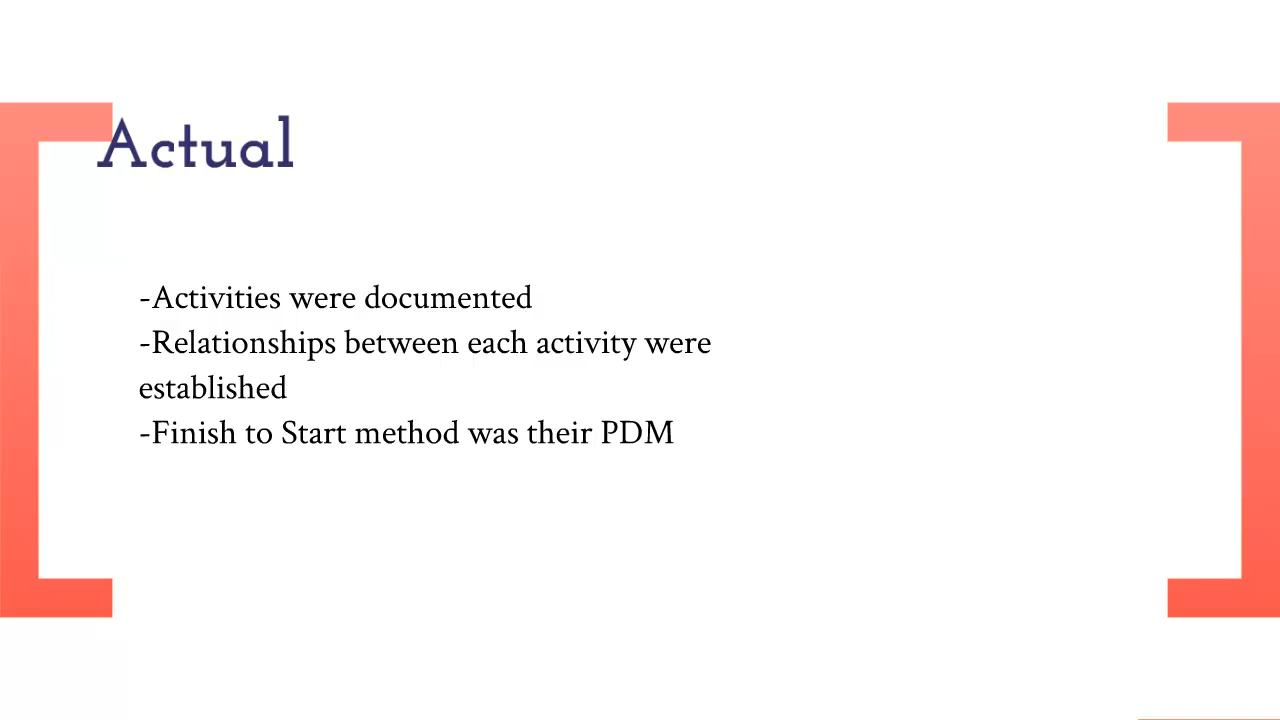 Actual
-Activities were documented
-Relationships between each activity were
established
-Finish to Start method was their PDM